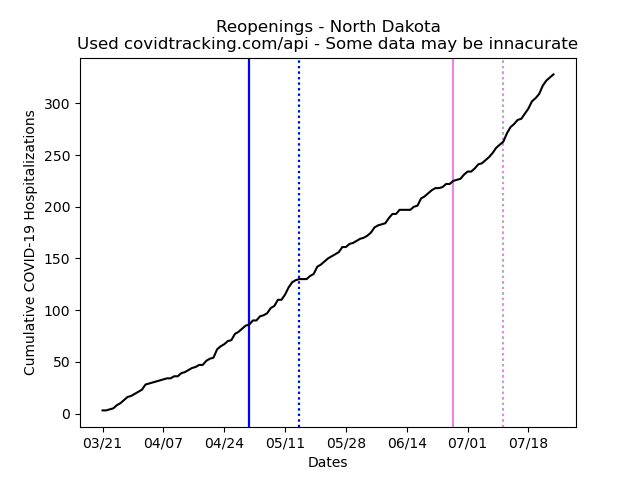 Reopenings - North Dakota
Used covidtracking.com/api - Some data may be innacurate
Cumulative COVID-19 Hospitalizations
300
250
200
150
100
50
0
03/21 04/07 04/24 05/11 05/28 06/14 07/01 07/18
Dates